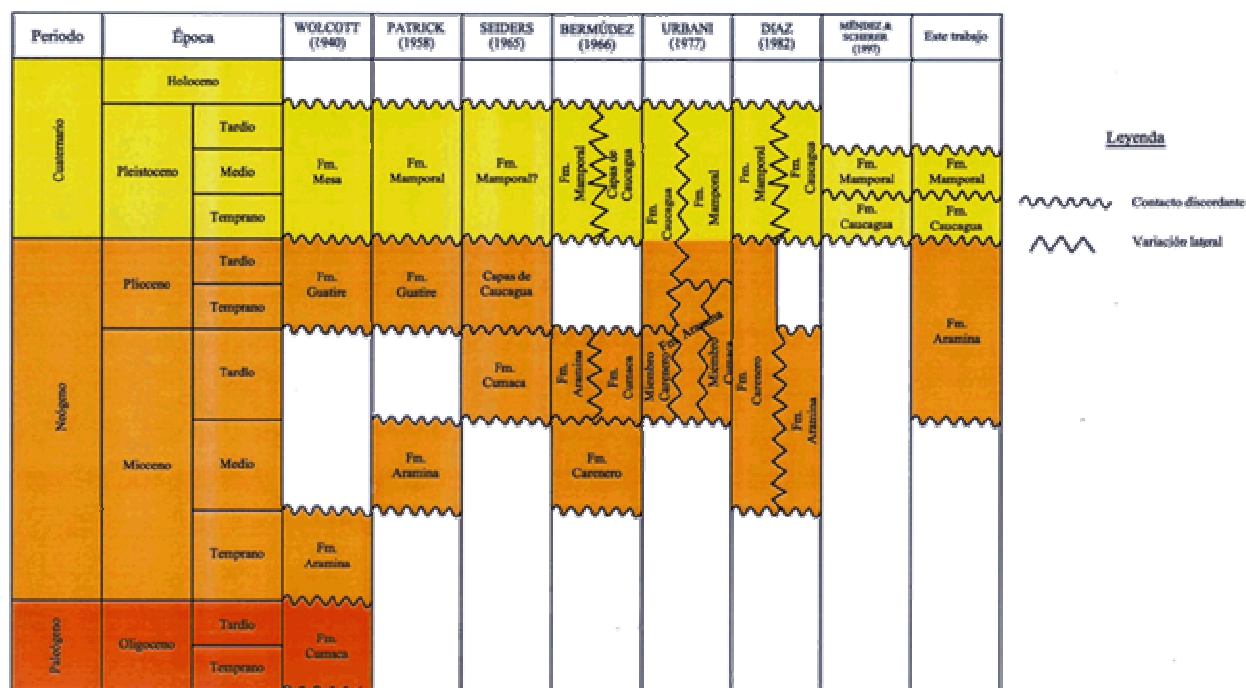 Período
Época
WOLCOTT
(1940)
PATRICK
(1958)
SEIDERS
(1965)
BERMÚDEZ
(1966)
URBANI
(1977)
DIAZ
(1982)
MÉNDEZ &
SCHERER
(1997)
Este trabajo
Cuaternario
Holoceno
Pleistoceno
Tardío
Medio
Temprano
Fm.
Mesa
Fm.
Mamporal
Fm.
Mamporal?
Fm.
Mamporal
Capas de
Caucagua
Fm.
Caucagua
Fm.
Mamporal
Fm.
Mamporal
Fm.
Caucagua
Fm.
Mamporal
Fm.
Caucagua
Fm.
Mamporal
Fm.
Caucagua
Neógeno
Plioceno
Tardío
Temprano
Fm.
Guatire
Fm.
Guatire
Capas de
Caucagua
Mioceno
Tardío
Medio
Temprano
Fm.
Cumaca
Fm.
Aramina
Fm.
Cumaca
Miembro
Carenero
Fm. Aramina
Miembro
Cumaca
Fm.
Carenero
Fm.
Aramina
Fm.
Aramina
Fm.
Aramina
Fm.
Carenero
Fm.
Aramina
Paleógeno
Oligoceno
Tardío
Temprano
Fm.
Cumaca
Leyenda
Contacto discordante
Variación lateral